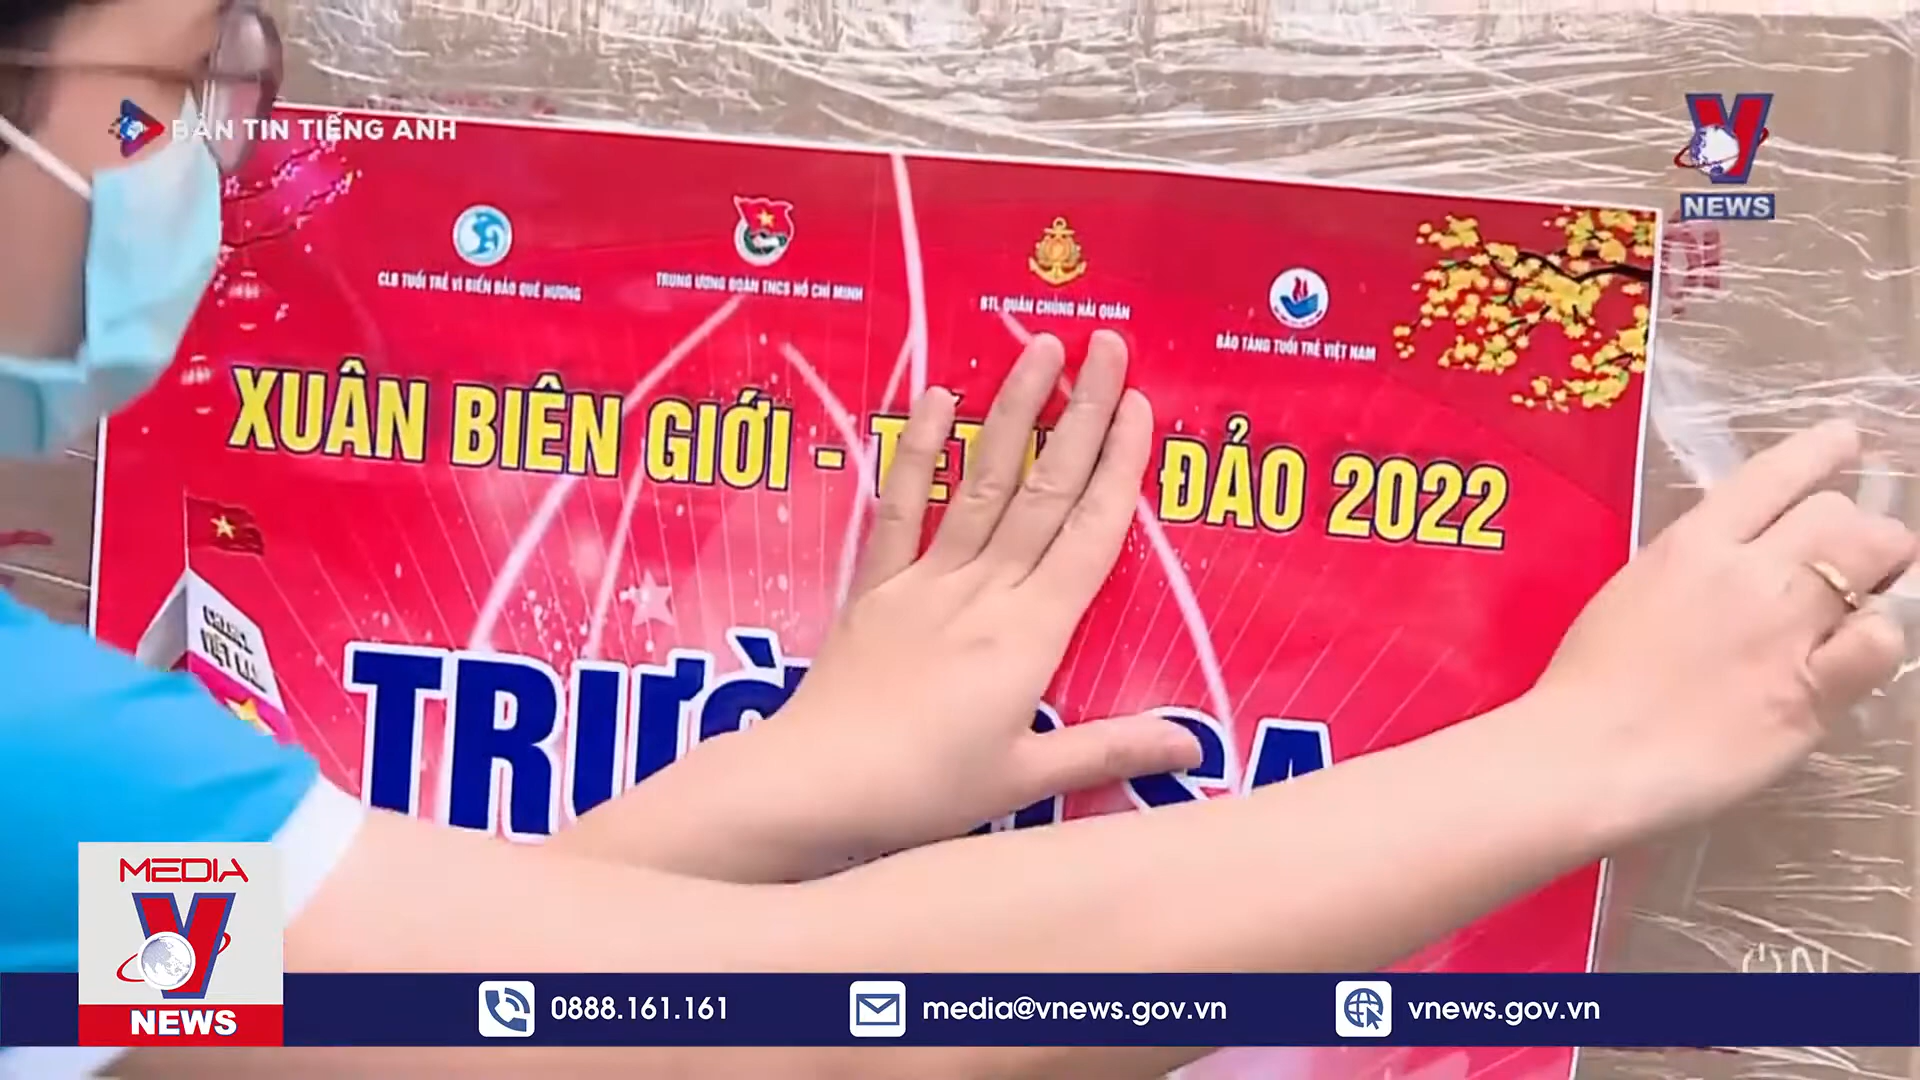 BẢN TIN TIẾNG ANH
NEWS
CLB TUỔI TRẺ VÌ BIỂN ĐẢO QUÊ HƯƠNG
TRUNG ƯƠNG ĐOÀN TNCS HỒ CHÍ MINH
BTL QUÂN CHỦNG HẢI QUÂN
BẢO TÀNG TUỔI TRẺ VIỆT NAM
XUÂN BIÊN GIỚI - TẾT ĐẢO 2022
SA
MEDIA
NEWS
0888.161.161
media@vnews.gov.vn
vnews.gov.vn